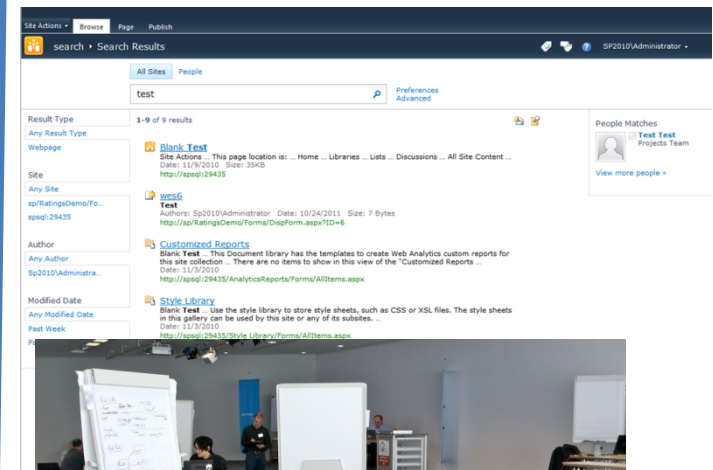 Site Actions Browse Page Publish
search › Search Results
SP2010\Administrator
All Sites People
test
Preferences
Advanced
Result Type
Any Result Type
Webpage
Site
Any Site
sp/RatingsDemo/Fo...
spsql:29435
Author
Any Author
Sp2010\Administra...
Modified Date
Any Modified Date
Past Week
1-9 of 9 results
Blank Test
Site Actions ... This page location is: ... Home ... Libraries ... Lists ... Discussions ... All Site Content ...
Date: 11/9/2010 Size: 35KB
http://spsql:29435
wes6
Test
Authors: Sp2010\Administrator Date: 10/24/2011 Size: 7 Bytes
http://sp/RatingsDemo/Forms/DispForm.aspx?ID=6
Customized Reports
Blank Test ... This Document library has the templates to create Web Analytics custom reports for
this site collection ... There are no items to show in this view of the "Customized Reports ...
Date: 11/3/2010
http://spsql:29435/AnalyticsReports/Forms/AllItems.aspx
Style Library
Blank Test ... Use the style library to store style sheets, such as CSS or XSL files. The style sheets
in this gallery can be used by this site or any of its subsites. ...
Date: 11/3/2010
http://spsql:29435/Style Library/Forms/AllItems.aspx
People Matches
Test Test
Projects Team
View more people »